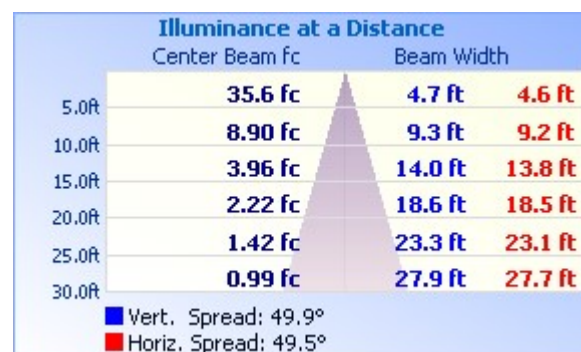 Illuminance at a Distance
Center Beam fc Beam Width
5.0ft 35.6 fc 4.7 ft 4.6 ft
10.0ft 8.90 fc 9.3 ft 9.2 ft
15.0ft 3.96 fc 14.0 ft 13.8 ft
20.0ft 2.22 fc 18.6 ft 18.5 ft
25.0ft 1.42 fc 23.3 ft 23.1 ft
30.0ft 0.99 fc 27.9 ft 27.7 ft
Vert. Spread: 49.9°
Horiz. Spread: 49.5°